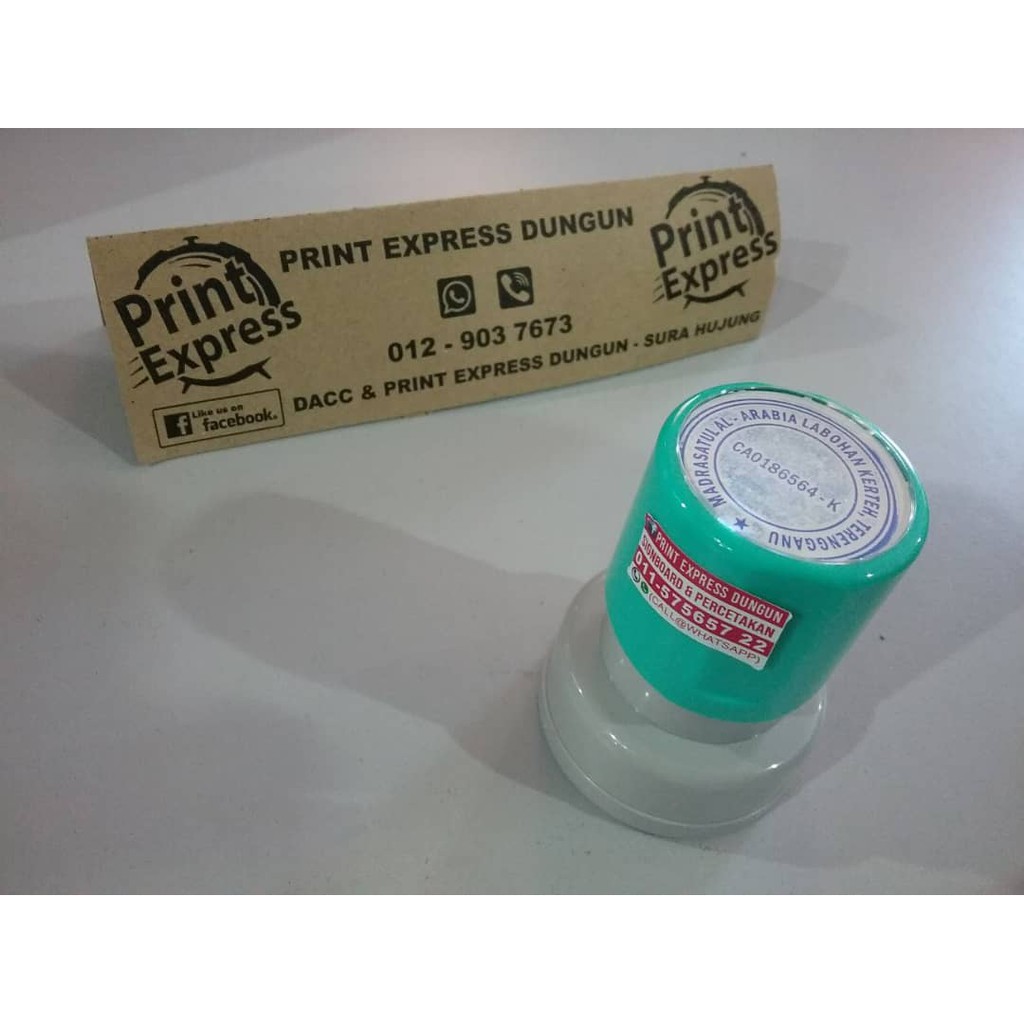 Print
Express
PRINT EXPRESS DUNGUN
012 - 903 7673
DACC & PRINT EXPRESS DUNGUN - SURA HUJUNG
Like us on
facebook.
Print
Express
MADRASATUL AL - ARABIA LABOHAN KERTEH, TERENGGANU
CA0186564 - K
PRINT EXPRESS DUNGUN
SIGNBOARD & PERCETAKAN
011-575657 22
(CALL@WHATSAPP)